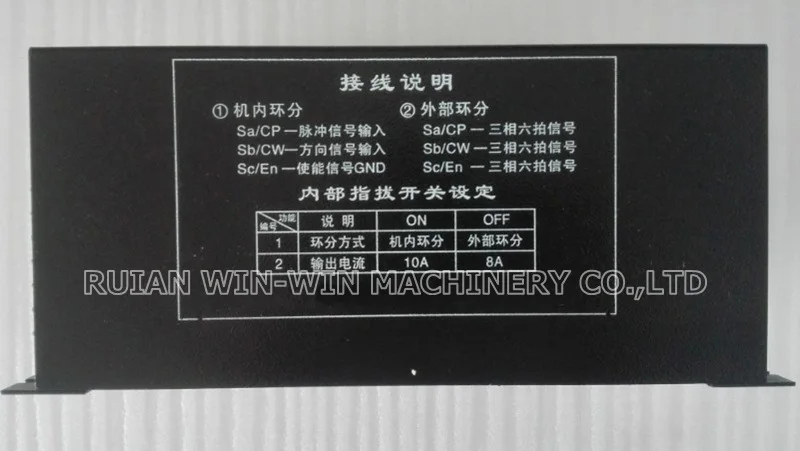 接线说明
① 机内环分 ② 外部环分
Sa/CP—脉冲信号输入 Sa/CP — 三相六拍信号
Sb/CW—方向信号输入 Sb/CW — 三相六拍信号
Sc/En —使能信号GND Sc/En — 三相六拍信号
内部指拔开关设定
编号 功能 说 明 ON OFF
1 环分方式 机内环分 外部环分
2 输出电流 10A 8A
RUIAN WIN-WIN MACHINERY CO.,LTD